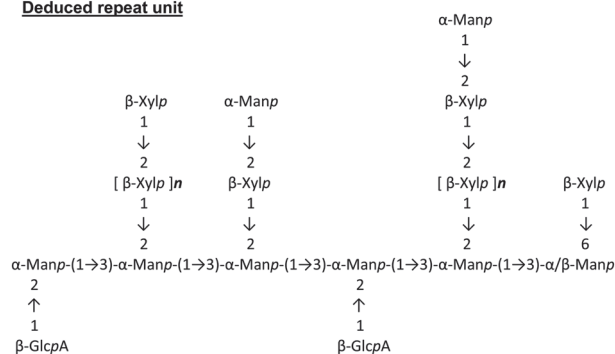 Deduced repeat unit
α-Manp
1
↓
2
β-Xylp α-Manp β-Xylp
1 1 1
↓ ↓ ↓
2 2 2
[ β-Xylp ]n β-Xylp [ β-Xylp ]n β-Xylp
1 1 1 1
↓ ↓ ↓ ↓
2 2 2 6
α-Manp-(1→3)-α-Manp-(1→3)-α-Manp-(1→3)-α-Manp-(1→3)-α-Manp-(1→3)-α/β-Manp
2 2
↑ ↑
1 1
β-GlcpA β-GlcpA